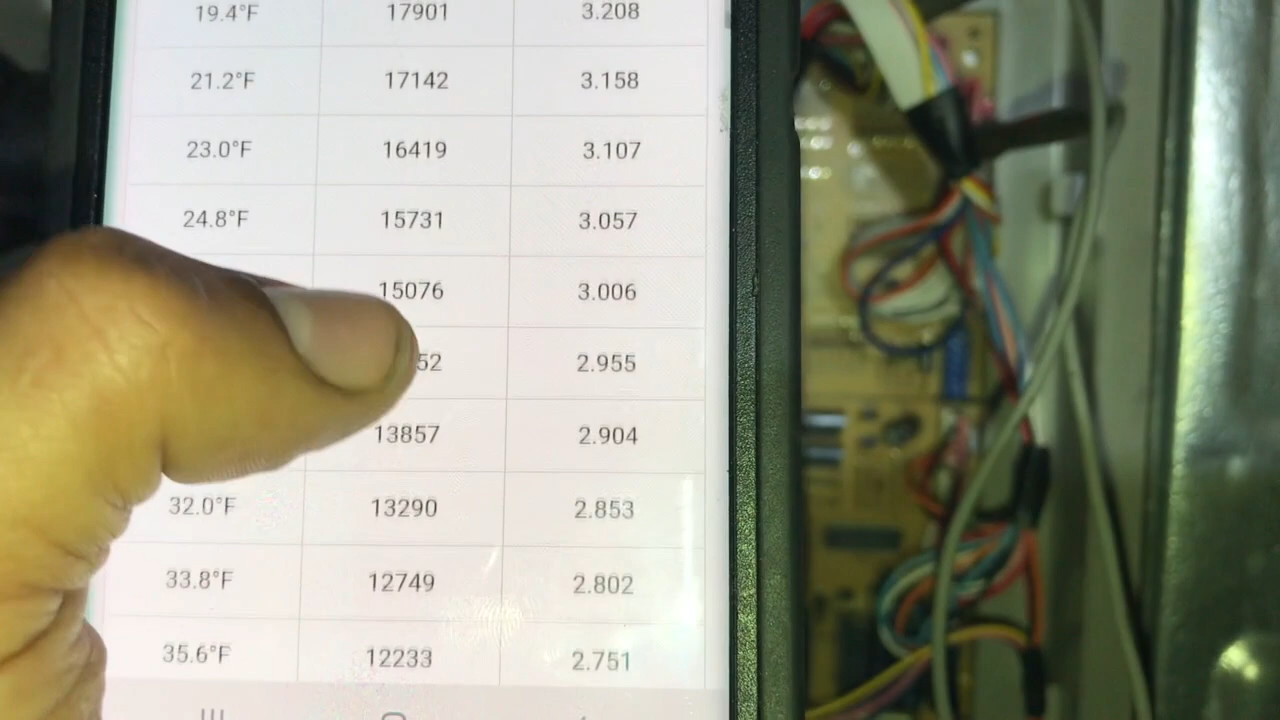 19.4°F 17901 3.208
21.2°F 17142 3.158
23.0°F 16419 3.107
24.8°F 15731 3.057
15076 3.006
52 2.955
13857 2.904
32.0°F 13290 2.853
33.8°F 12749 2.802
35.6°F 12233 2.751